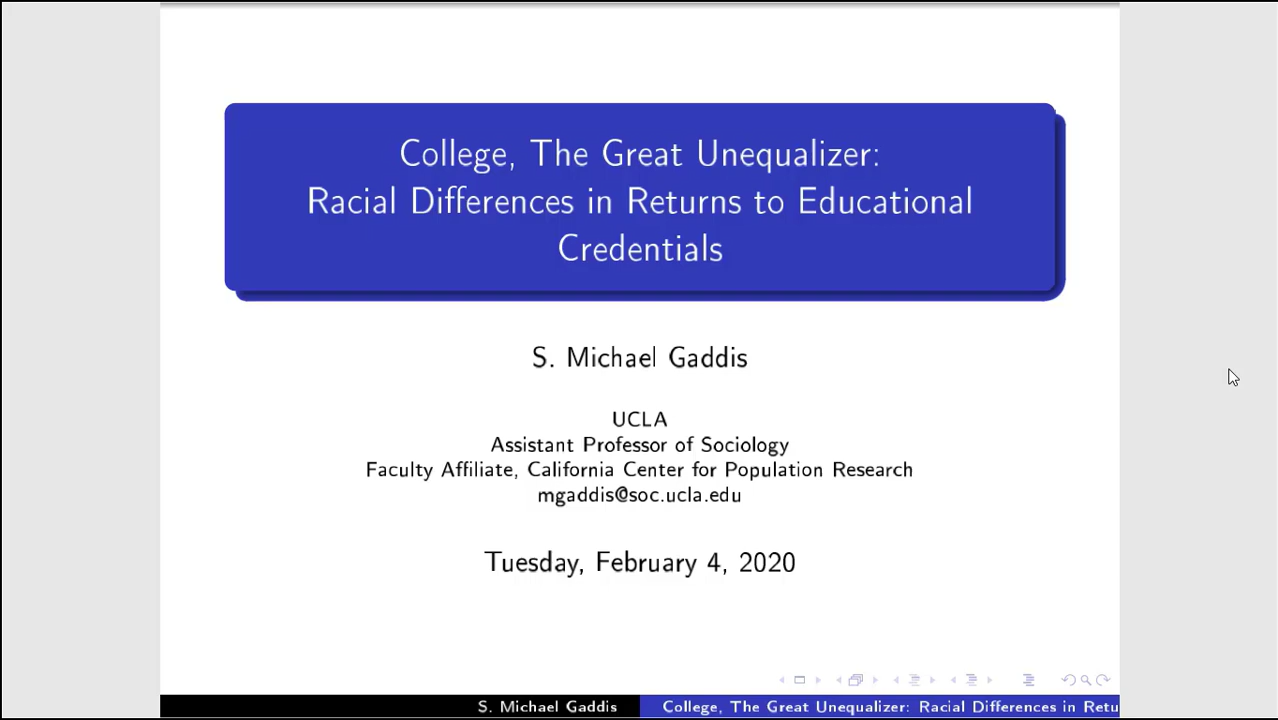 College, The Great Unequalizer:
Racial Differences in Returns to Educational
Credentials
S. Michael Gaddis
UCLA
Assistant Professor of Sociology
Faculty Affiliate, California Center for Population Research
mgaddis@soc.ucla.edu
Tuesday, February 4, 2020
S. Michael Gaddis
College, The Great Unequalizer: Racial Differences in Retu